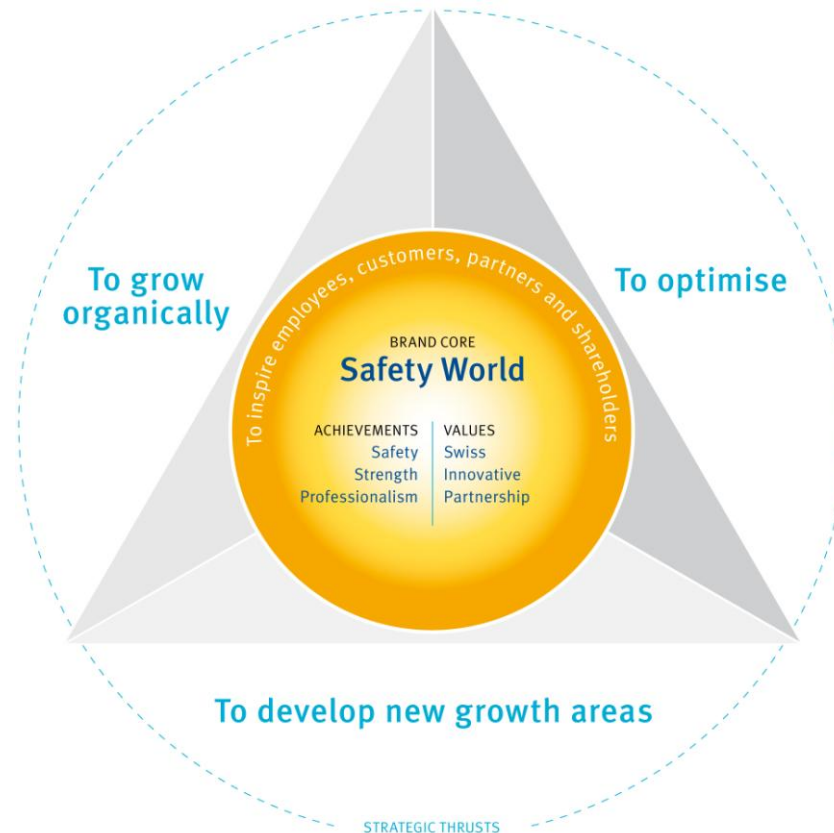 To grow
organically
To optimise
To inspire employees, customers, partners and shareholders
BRAND CORE
Safety World
ACHIEVEMENTS
Safety
Strength
Professionalism
VALUES
Swiss
Innovative
Partnership
To develop new growth areas
STRATEGIC THRUSTS